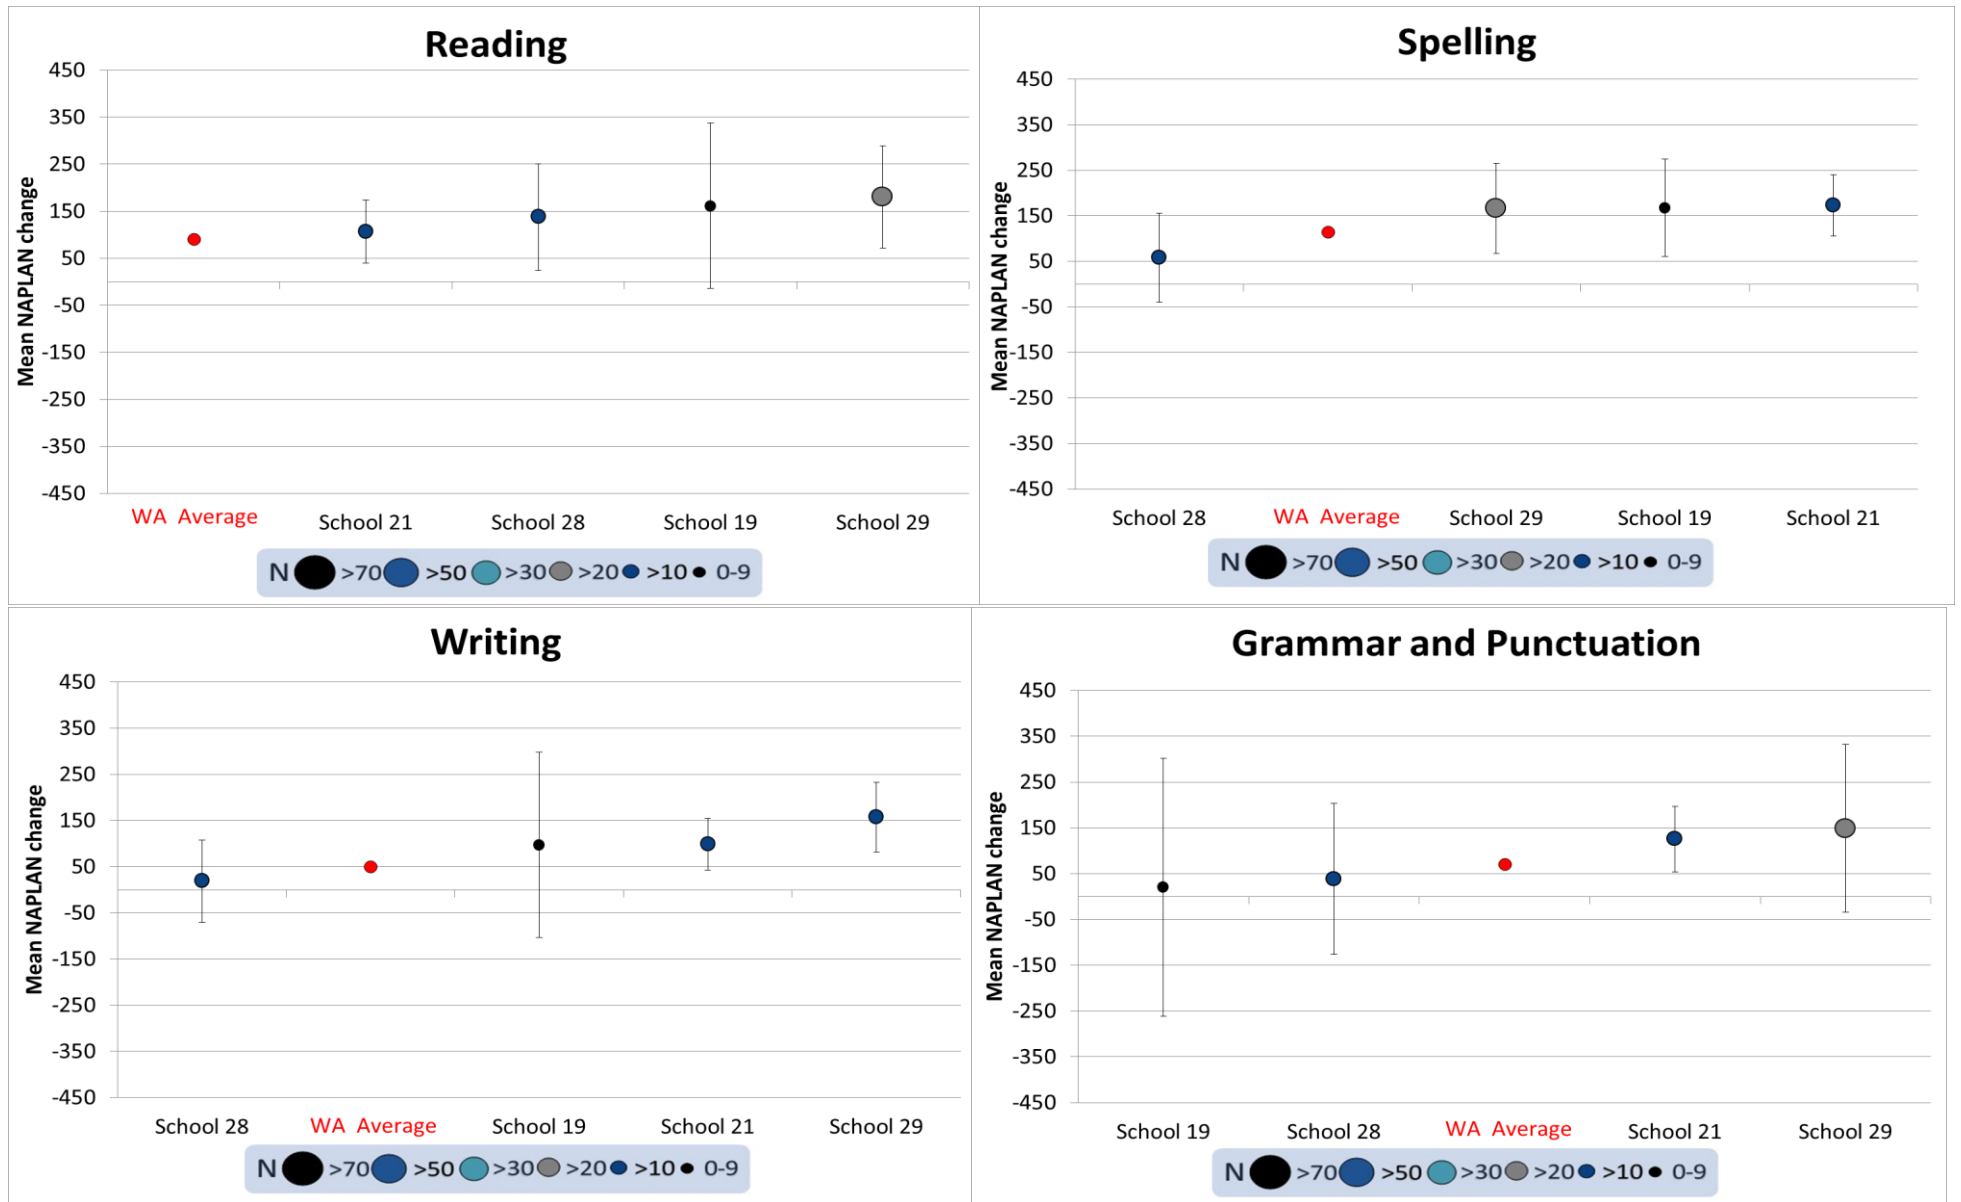 Reading
Mean NAPLAN change
450
350
250
150
50
-50
-150
-250
-350
-450
WA Average
School 21
School 28
School 19
School 29
N >70 >50 >30 >20 >10 0-9
Spelling
Mean NAPLAN change
450
350
250
150
50
-50
-150
-250
-350
-450
School 28
WA Average
School 29
School 19
School 21
N >70 >50 >30 >20 >10 0-9
Writing
Mean NAPLAN change
450
350
250
150
50
-50
-150
-250
-350
-450
School 28
WA Average
School 19
School 21
School 29
N >70 >50 >30 >20 >10 0-9
Grammar and Punctuation
Mean NAPLAN change
450
350
250
150
50
-50
-150
-250
-350
-450
School 19
School 28
WA Average
School 21
School 29
N >70 >50 >30 >20 >10 0-9